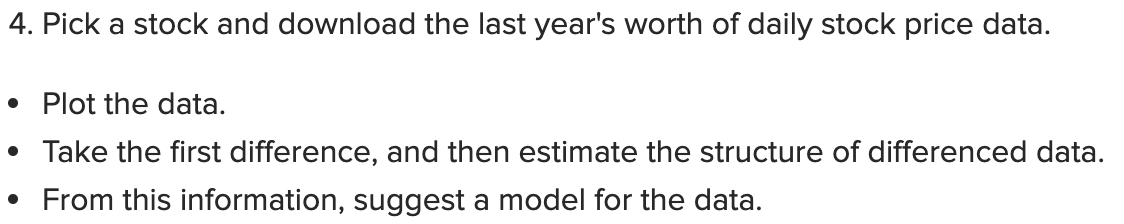 4. Pick a stock and download the last year's worth of daily stock price data.
• Plot the data.
• Take the first difference, and then estimate the structure of differenced data.
• From this information, suggest a model for the data.